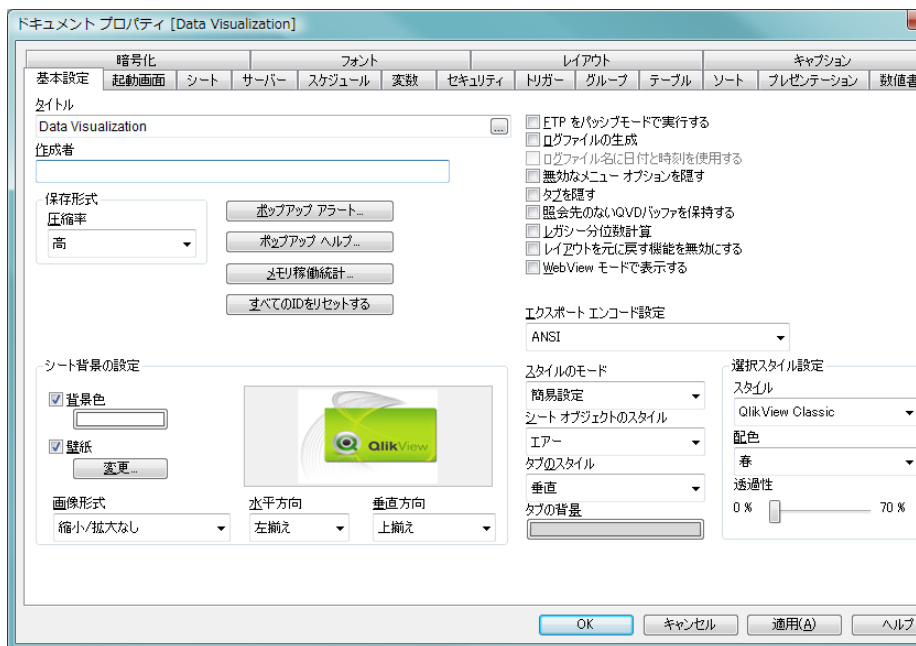 ドキュメント プロパティ [Data Visualization]
暗号化 フォント レイアウト キャプション
基本設定 起動画面 シート サーバー スケジュール 変数 セキュリティ トリガー グループ テーブル ソート プレゼンテーション 数値書
タイトル
Data Visualization
...
作成者
保存形式
圧縮率
高
ポップアップ アラート...
ポップアップ ヘルプ...
メモリ稼働統計...
すべてのIDをリセットする
FTP をパッシブモードで実行する
ログファイルの生成
ログファイル名に日付と時刻を使用する
無効なメニュー オプションを隠す
タブを隠す
照会先のないQVDバッファを保持する
レガシー分位数計算
レイアウトを元に戻す機能を無効にする
WebView モードで表示する
エクスポート エンコード設定
ANSI
シート背景の設定
背景色
壁紙
変更...
QlikView
画像形式
縮小/拡大なし
水平方向
左揃え
垂直方向
上揃え
スタイルのモード
簡易設定
シート オブジェクトのスタイル
エアー
タブのスタイル
垂直
タブの背景
選択スタイル設定
スタイル
QlikView Classic
配色
春
透過性
0 % 70 %
OK キャンセル 適用(A) ヘルプ